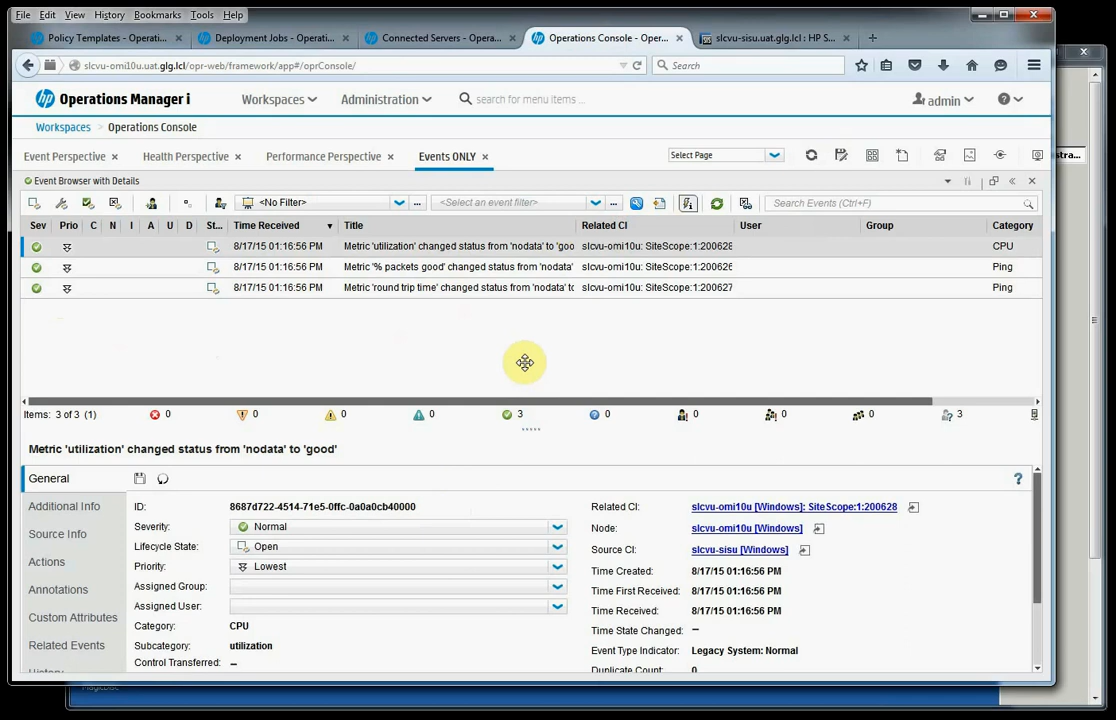 File Edit View History Bookmarks Tools Help
Policy Templates - Operati... × Deployment Jobs - Operati... × Connected Servers - Opera... × Operations Console - Oper... × slcvu-sisu.uat.glg.lcl : HP S... × +
slcvu-omi10u.uat.glg.lcl/opr-web/framework/app#/oprConsole/ Search
hp Operations Manager i Workspaces Administration search for menu items ... admin
Workspaces > Operations Console
Event Perspective × Health Perspective × Performance Perspective × Events ONLY × Select Page
Event Browser with Details
<No Filter> ... <Select an event filter> ... Search Events (Ctrl+F)
Sev Prio C N I A U D St... Time Received Title Related CI User Group Category
8/17/15 01:16:56 PM Metric 'utilization' changed status from 'nodata' to 'goo slcvu-omi10u: SiteScope:1:200628 CPU
8/17/15 01:16:56 PM Metric '% packets good' changed status from 'nodata' slcvu-omi10u: SiteScope:1:200626 Ping
8/17/15 01:16:56 PM Metric 'round trip time' changed status from 'nodata' to slcvu-omi10u: SiteScope:1:200627 Ping
Items: 3 of 3 (1) 0 0 0 0 3 0 0 0 0 3
Metric 'utilization' changed status from 'nodata' to 'good'
General
Additional Info
Source Info
Actions
Annotations
Custom Attributes
Related Events
History
ID: 8687d722-4514-71e5-0ffc-0a0a0cb40000
Severity: Normal
Lifecycle State: Open
Priority: Lowest
Assigned Group:
Assigned User:
Category: CPU
Subcategory: utilization
Control Transferred: –
Related CI: slcvu-omi10u [Windows]: SiteScope:1:200628
Node: slcvu-omi10u [Windows]
Source CI: slcvu-sisu [Windows]
Time Created: 8/17/15 01:16:56 PM
Time First Received: 8/17/15 01:16:56 PM
Time Received: 8/17/15 01:16:56 PM
Time State Changed: –
Event Type Indicator: Legacy System: Normal
Duplicate Count: 0
stra...